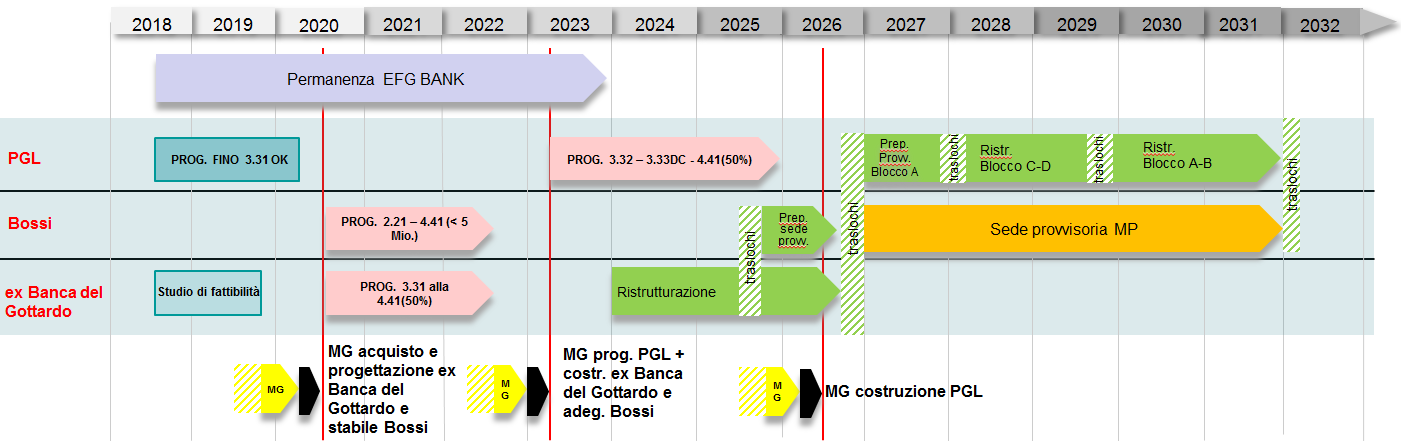 2018 2019 2020 2021 2022 2023 2024 2025 2026 2027 2028 2029 2030 2031 2032
Permanenza EFG BANK
PGL
PROG. FINO 3.31 OK
PROG. 3.32 – 3.33DC - 4.41(50%)
traslochi
Prep.
Prow.
Blocco A
traslochi
Ristr.
Blocco C-D
traslochi
Ristr.
Blocco A-B
traslochi
Bossi
PROG. 2.21 – 4.41 (< 5
Mio.)
traslochi
Prep.
sede
prow.
Sede provvisoria MP
ex Banca del
Gottardo
Studio di fattibilità
PROG. 3.31 alla
4.41(50%)
Ristrutturazione
MG
MG acquisto e
progettazione ex
Banca del
Gottardo e
stabile Bossi
M
G
MG prog. PGL +
costr. ex Banca
del Gottardo e
adeg. Bossi
M
G
MG costruzione PGL